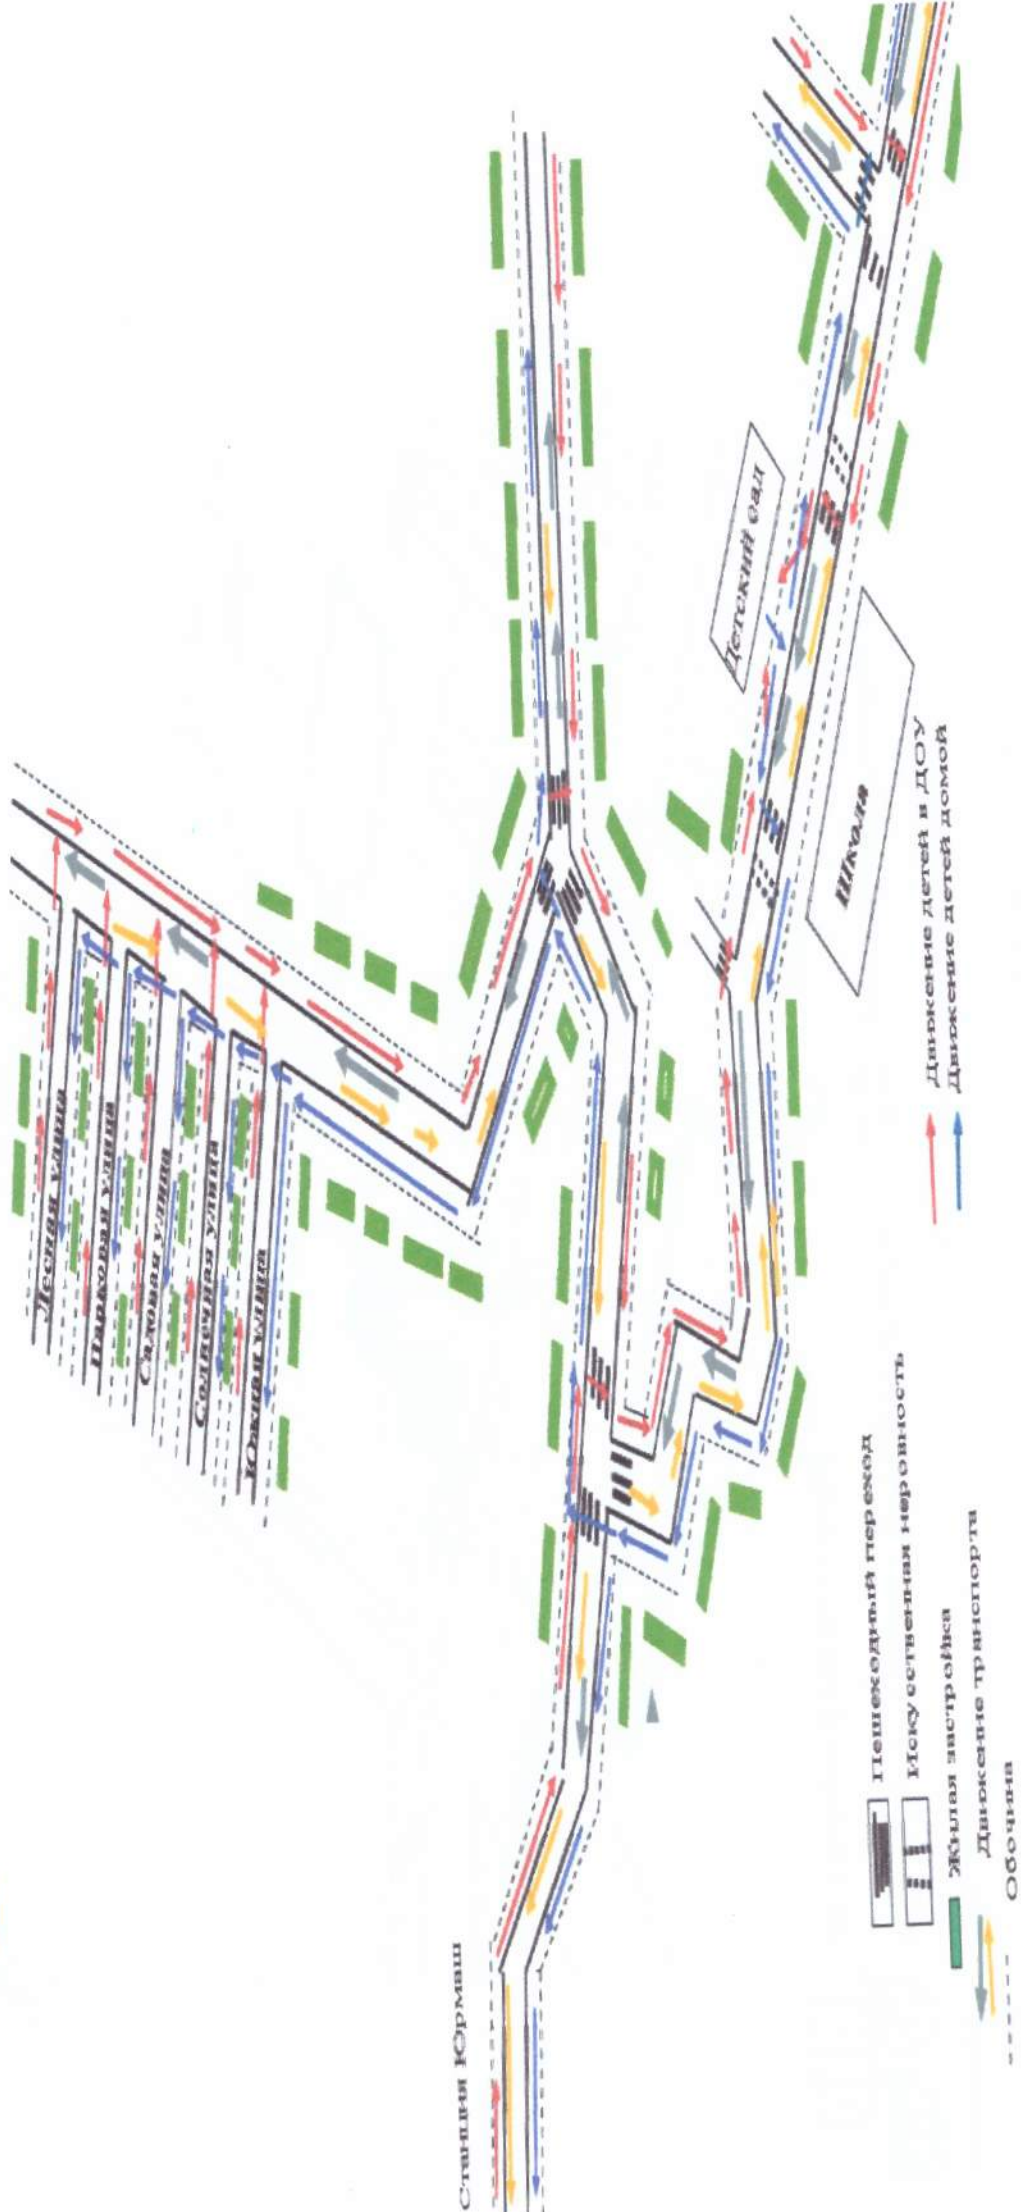 Станция Юрмаш
Лесная улица
Парковая улица
Садовая улица
Солнечная улица
Южная улица
Детский сад
Школа
Движение детей в ДОУ
Движение детей домой
Пешеходный переход
Искусственная неровность
Жилая застройка
Движение транспорта
Обочина